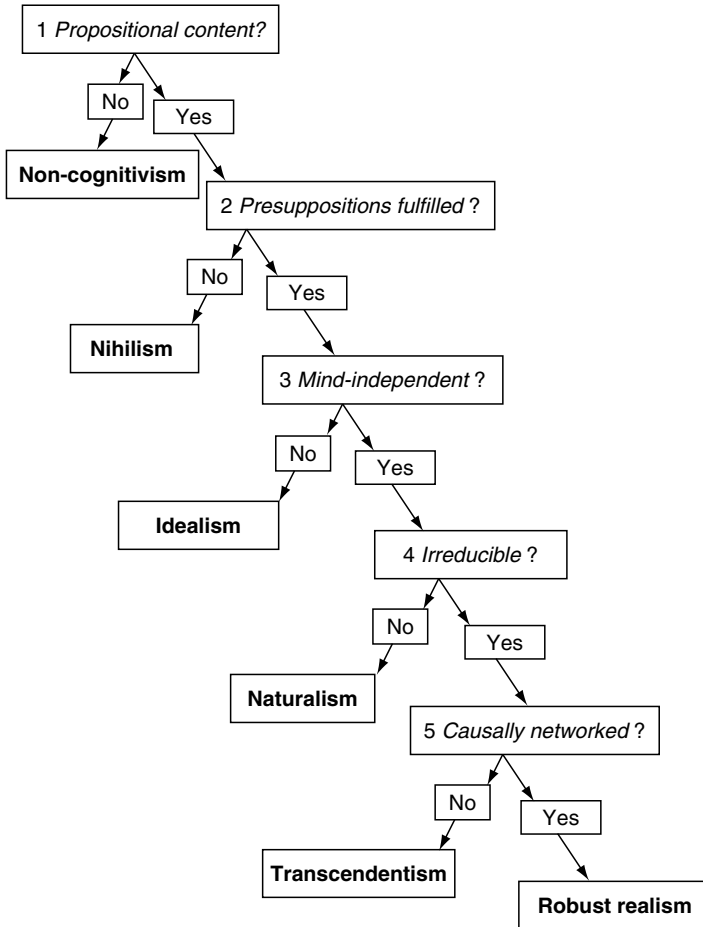 1 Propositional content?
No
Yes
Non-cognitivism
2 Presuppositions fulfilled ?
No
Yes
Nihilism
3 Mind-independent ?
No
Yes
Idealism
4 Irreducible ?
No
Yes
Naturalism
5 Causally networked ?
No
Yes
Transcendentism
Robust realism